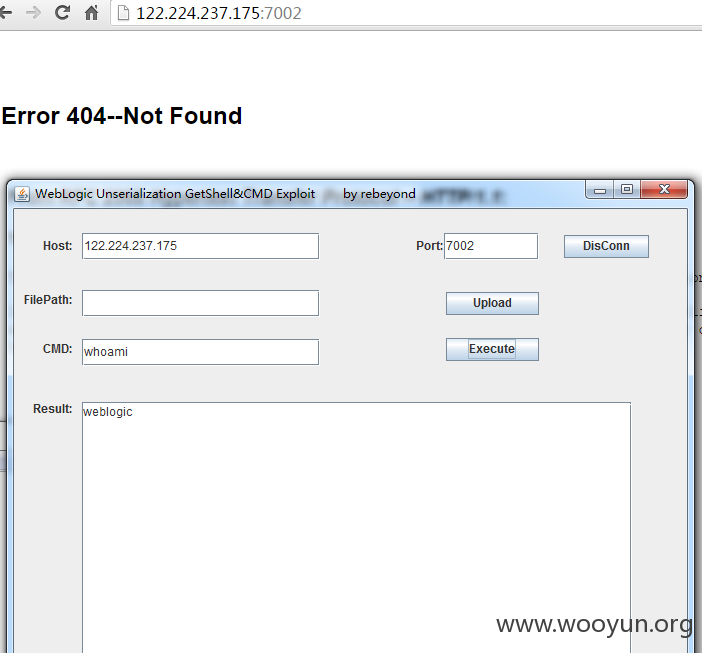 122.224.237.175:7002
Error 404--Not Found
WebLogic Unserialization GetShell&CMD Exploit by rebeyond
Host: 122.224.237.175 Port: 7002 DisConn
FilePath: Upload
CMD: whoami Execute
Result: weblogic
www.wooyun.org